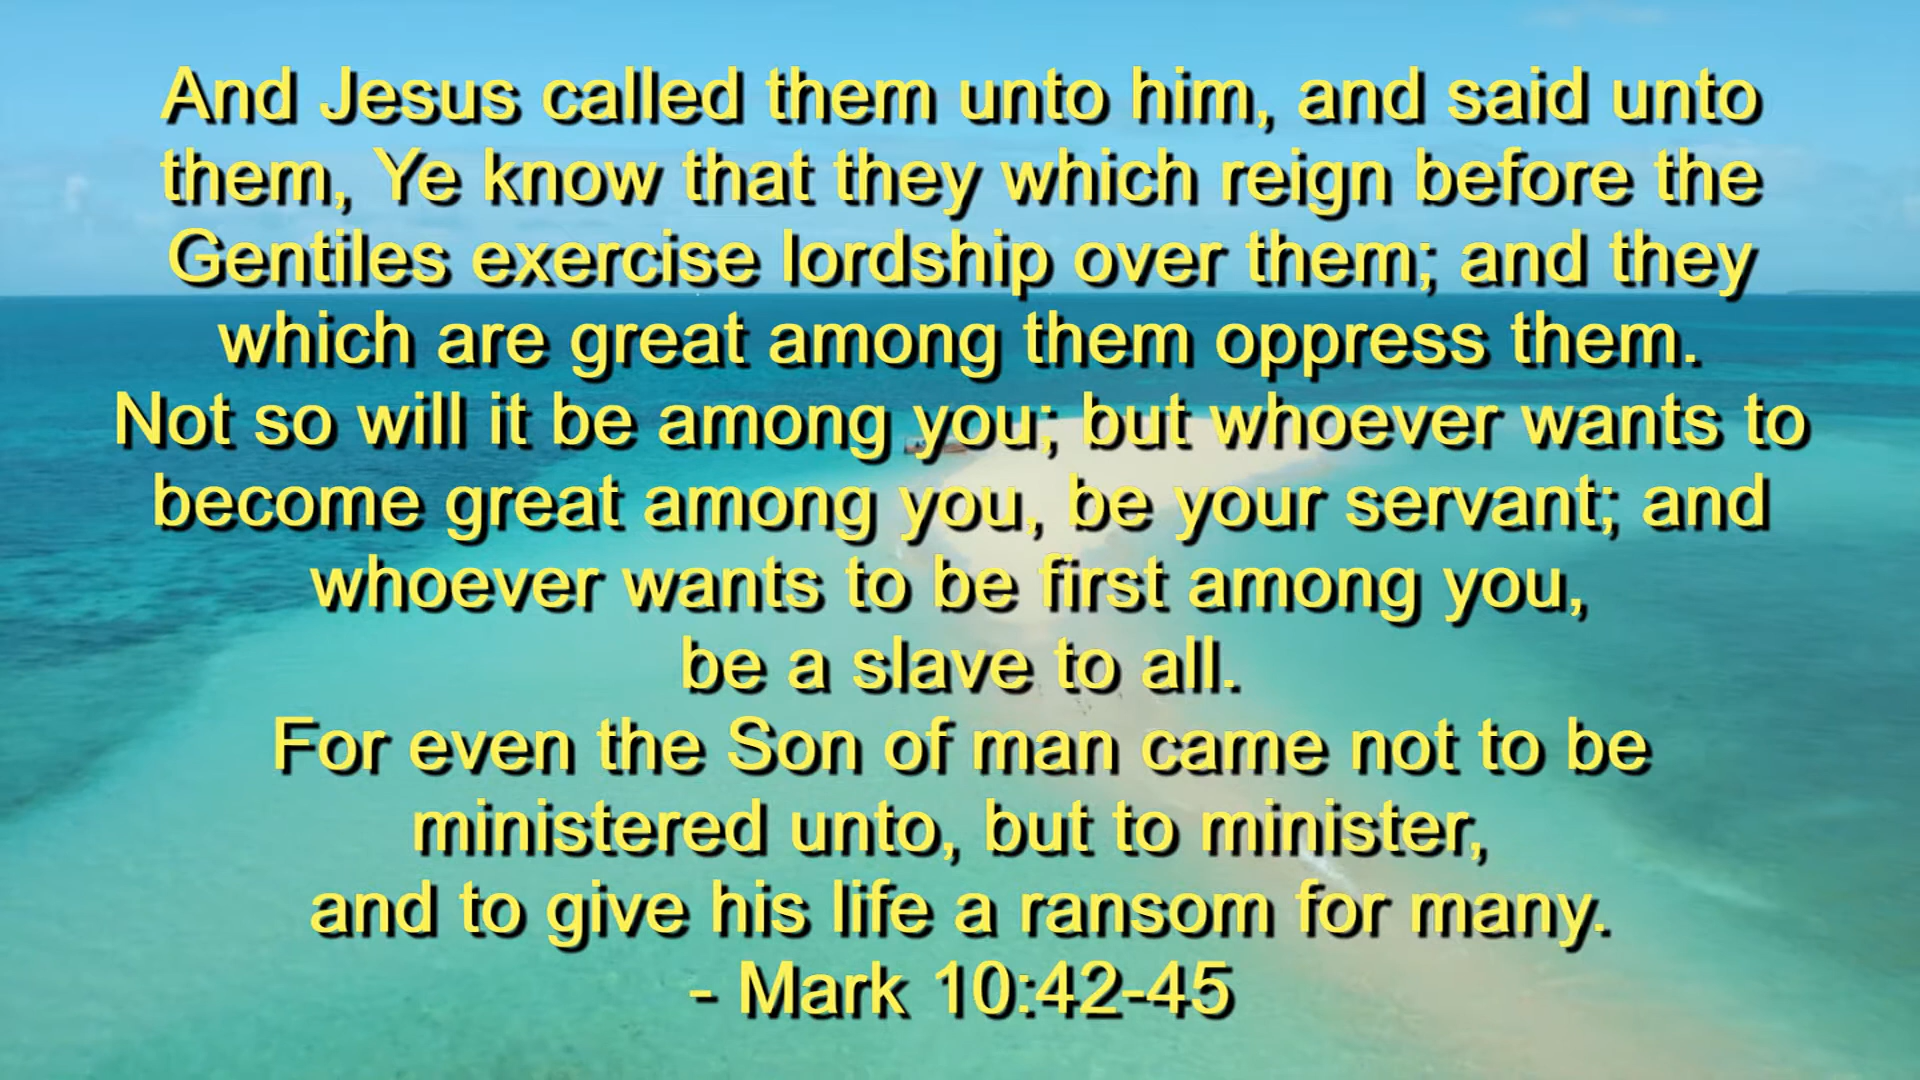 And Jesus called them unto him, and said unto
them, Ye know that they which reign before the
Gentiles exercise lordship over them; and they
which are great among them oppress them.
Not so will it be among you; but whoever wants to
become great among you, be your servant; and
whoever wants to be first among you,
be a slave to all.
For even the Son of man came not to be
ministered unto, but to minister,
and to give his life a ransom for many.
- Mark 10:42-45